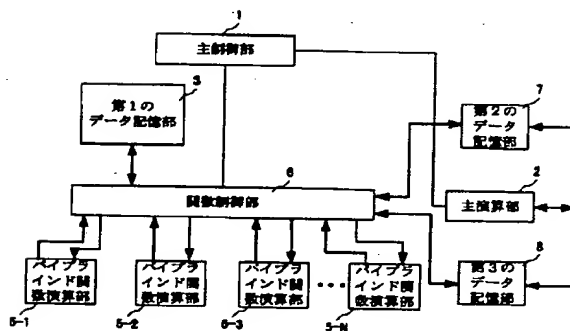 1
主制御部
3
第1の
データ記憶部
7
第2の
データ
記憶部
6
関数制御部
2
主演算部
8
第3の
データ
記憶部
パイプラ
インド関
数演算部
5-1
パイプラ
インド関
数演算部
5-2
パイプラ
インド関
数演算部
6-3
•••
パイプラ
インド関
数演算部
5-N